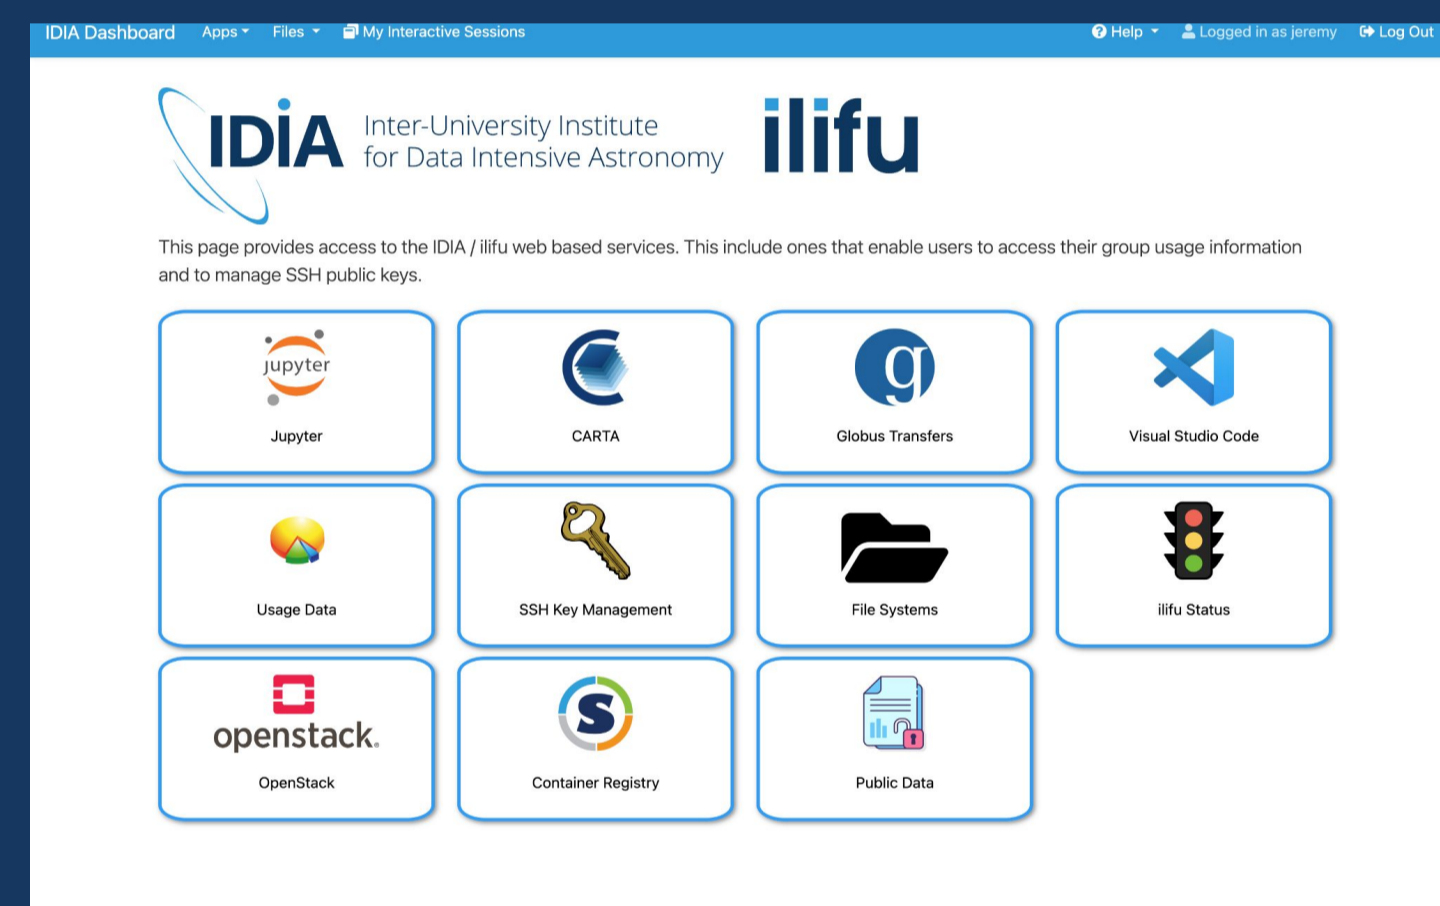 IDIA Dashboard Apps Files My Interactive Sessions Help Logged in as jeremy Log Out
IDIA Inter-University Institute
for Data Intensive Astronomy
ilifu
This page provides access to the IDIA / ilifu web based services. This include ones that enable users to access their group usage information
and to manage SSH public keys.
jupyter
Jupyter
CARTA
g
Globus Transfers
Visual Studio Code
Usage Data
SSH Key Management
File Systems
ilifu Status
openstack.
OpenStack
S
Container Registry
Public Data